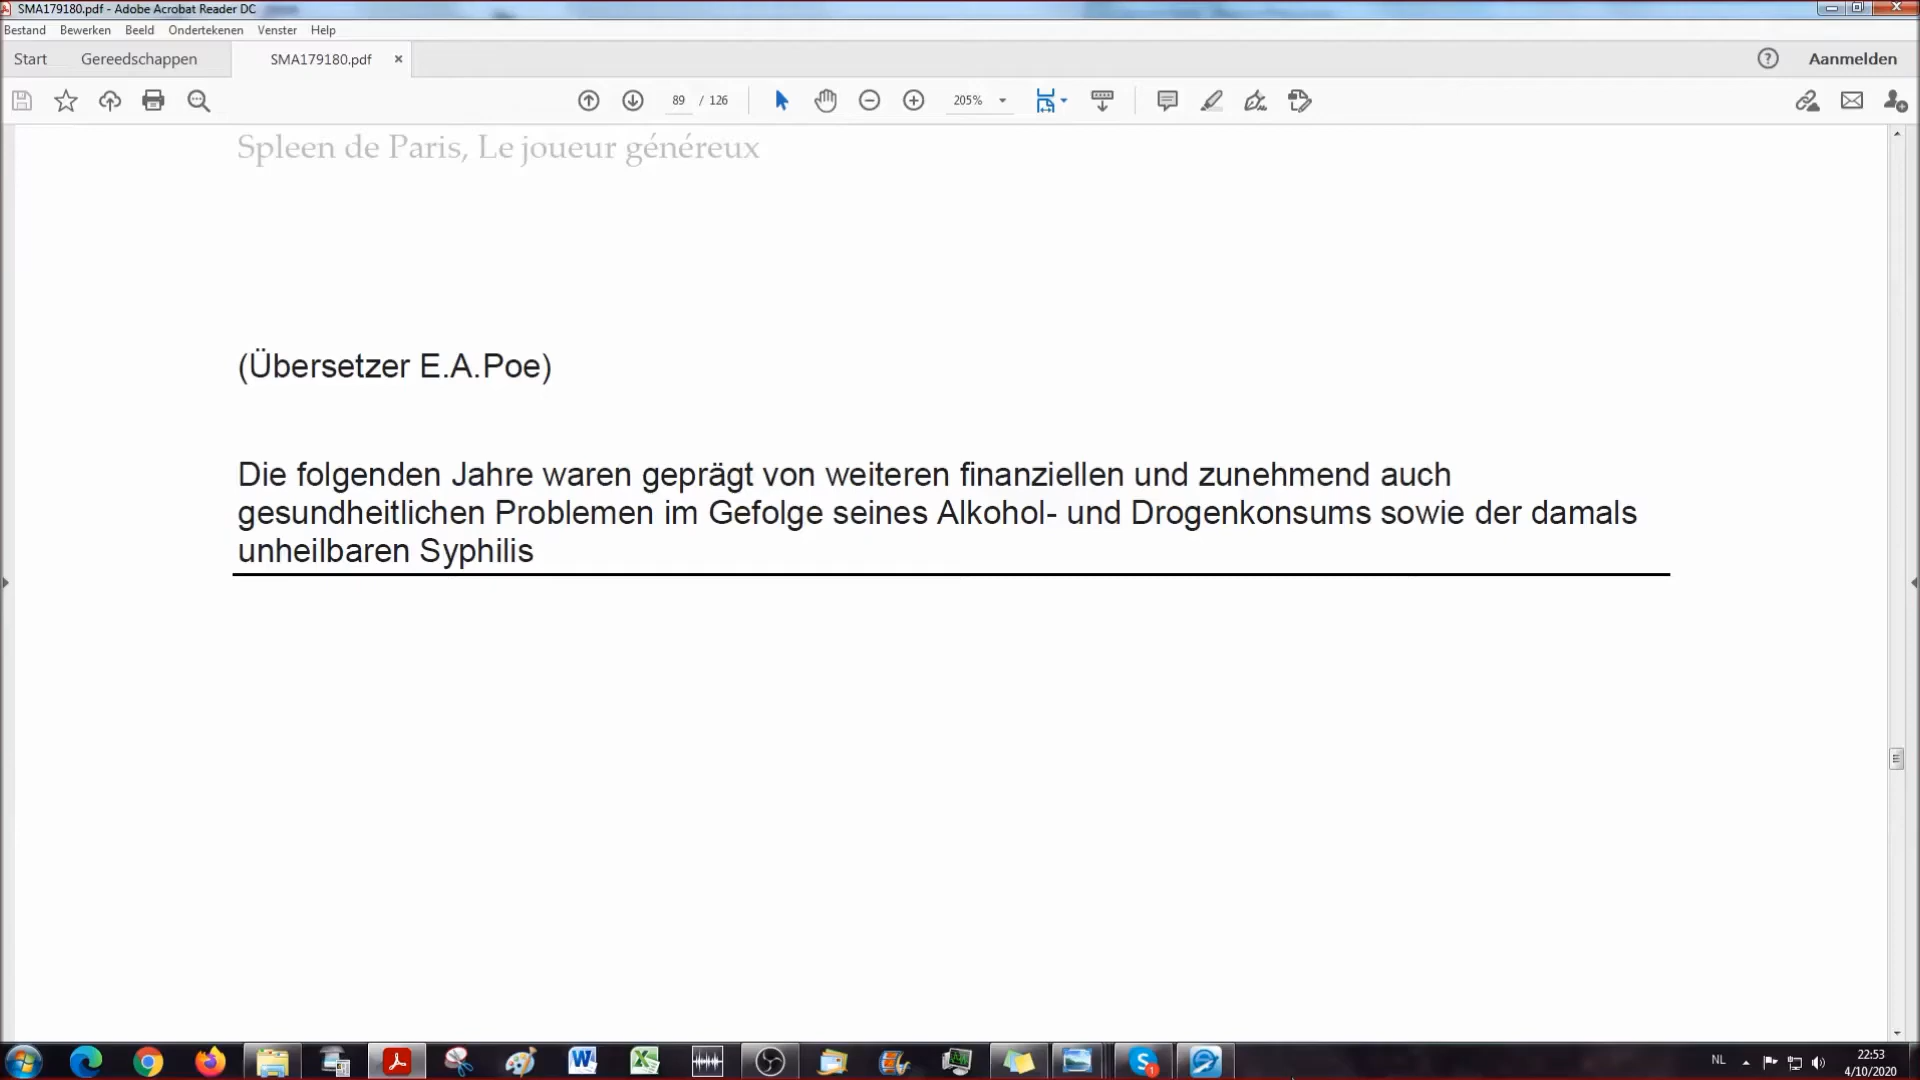 SMA179180.pdf - Adobe Acrobat Reader DC
Bestand Bewerken Beeld Ondertekenen Venster Help
Start Gereedschappen SMA179180.pdf × ? Aanmelden
89 / 126 205%
Spleen de Paris, Le joueur généreux
(Übersetzer E.A.Poe)
Die folgenden Jahre waren geprägt von weiteren finanziellen und zunehmend auch
gesundheitlichen Problemen im Gefolge seines Alkohol- und Drogenkonsums sowie der damals
unheilbaren Syphilis
NL 22:53
4/10/2020